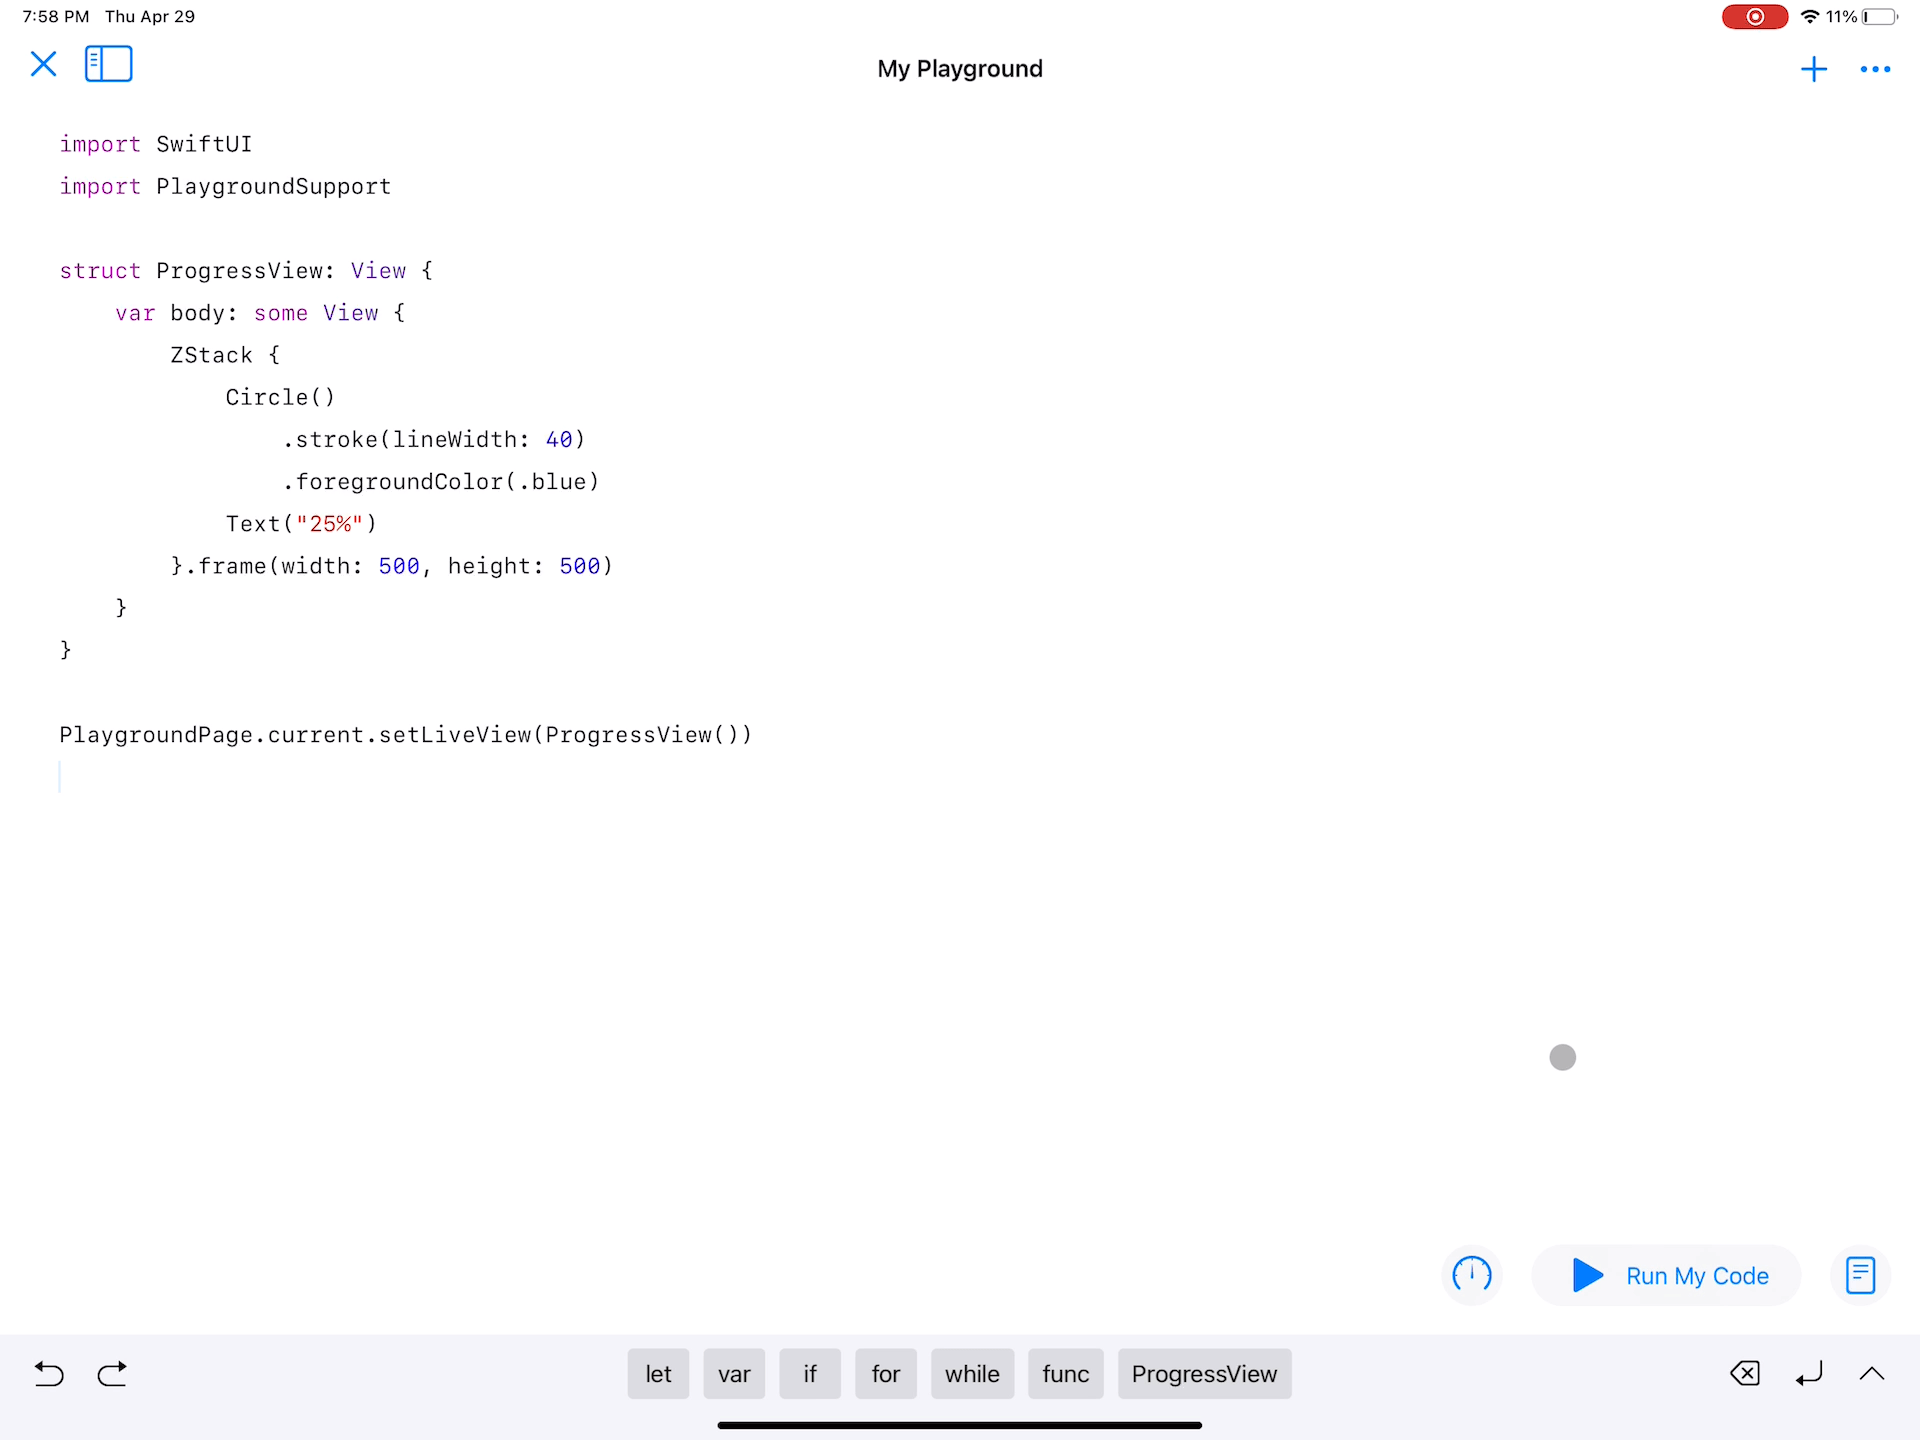 7:58 PM Thu Apr 29
11%
My Playground
import SwiftUI
import PlaygroundSupport
struct ProgressView: View {
    var body: some View {
        ZStack {
            Circle()
                .stroke(lineWidth: 40)
                .foregroundColor(.blue)
            Text("25%")
        }.frame(width: 500, height: 500)
    }
}
PlaygroundPage.current.setLiveView(ProgressView())
Run My Code
let var if for while func ProgressView